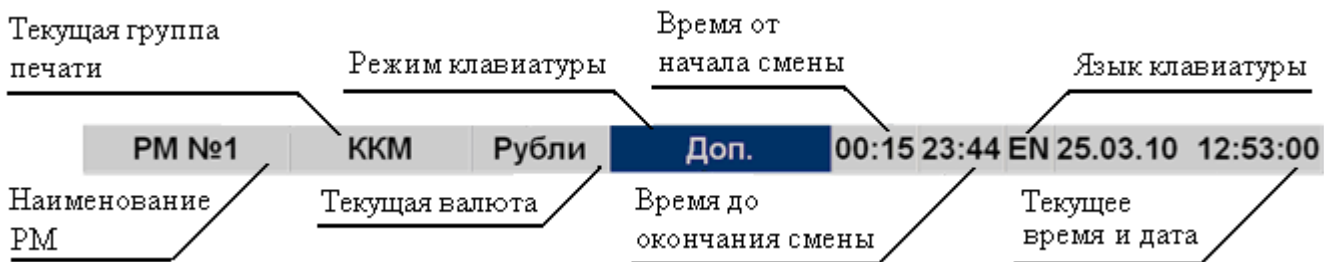 Текущая группа
печати
Режим клавиатуры
Время от
начала смены
Язык клавиатуры
РМ №1 ККМ Рубли Доп. 00:15 23:44 EN 25.03.10 12:53:00
Наименование
РМ
Текущая валюта
Время до
окончания смены
Текущее
время и дата